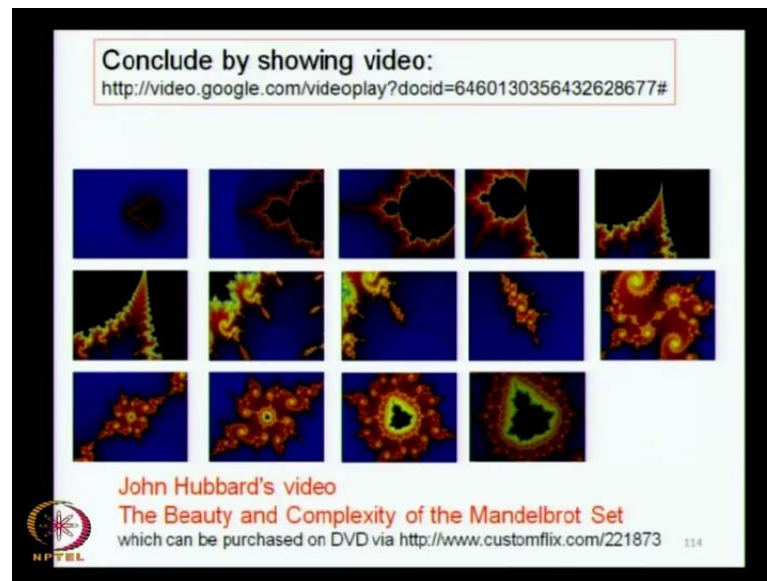 Conclude by showing video:
http://video.google.com/videoplay?docid=6460130356432628677#
John Hubbard's video
The Beauty and Complexity of the Mandelbrot Set
which can be purchased on DVD via http://www.customflix.com/221873
114
NPTEL